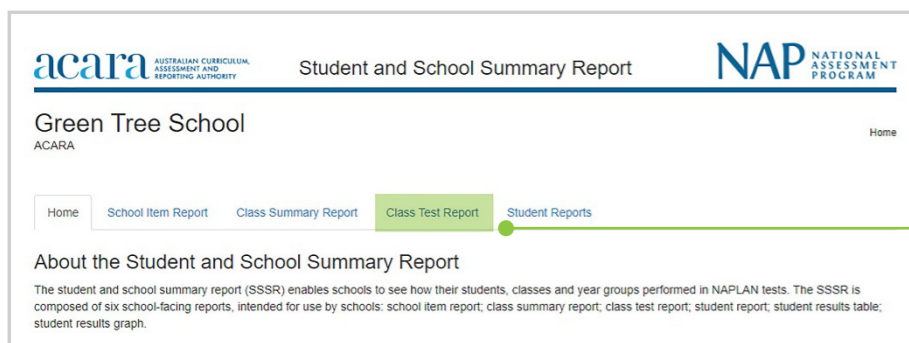 acara AUSTRALIAN CURRICULUM,
ASSESSMENT AND
REPORTING AUTHORITY
Student and School Summary Report
NAP NATIONAL
ASSESSMENT
PROGRAM
Green Tree School
ACARA
Home
Home School Item Report Class Summary Report Class Test Report Student Reports
About the Student and School Summary Report
The student and school summary report (SSSR) enables schools to see how their students, classes and year groups performed in NAPLAN tests. The SSSR is
composed of six school-facing reports, intended for use by schools: school item report; class summary report; class test report; student report; student results table;
student results graph.